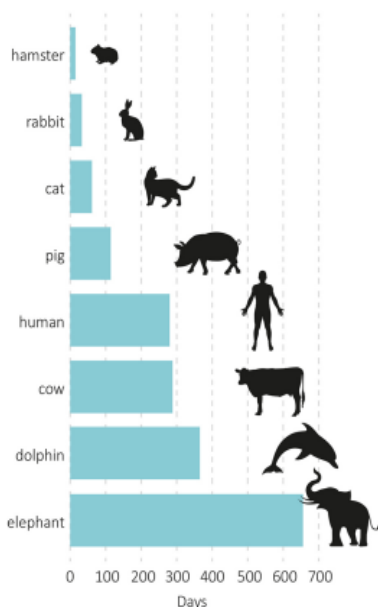 hamster
rabbit
cat
pig
human
cow
dolphin
elephant
0 100 200 300 400 500 600 700
Days